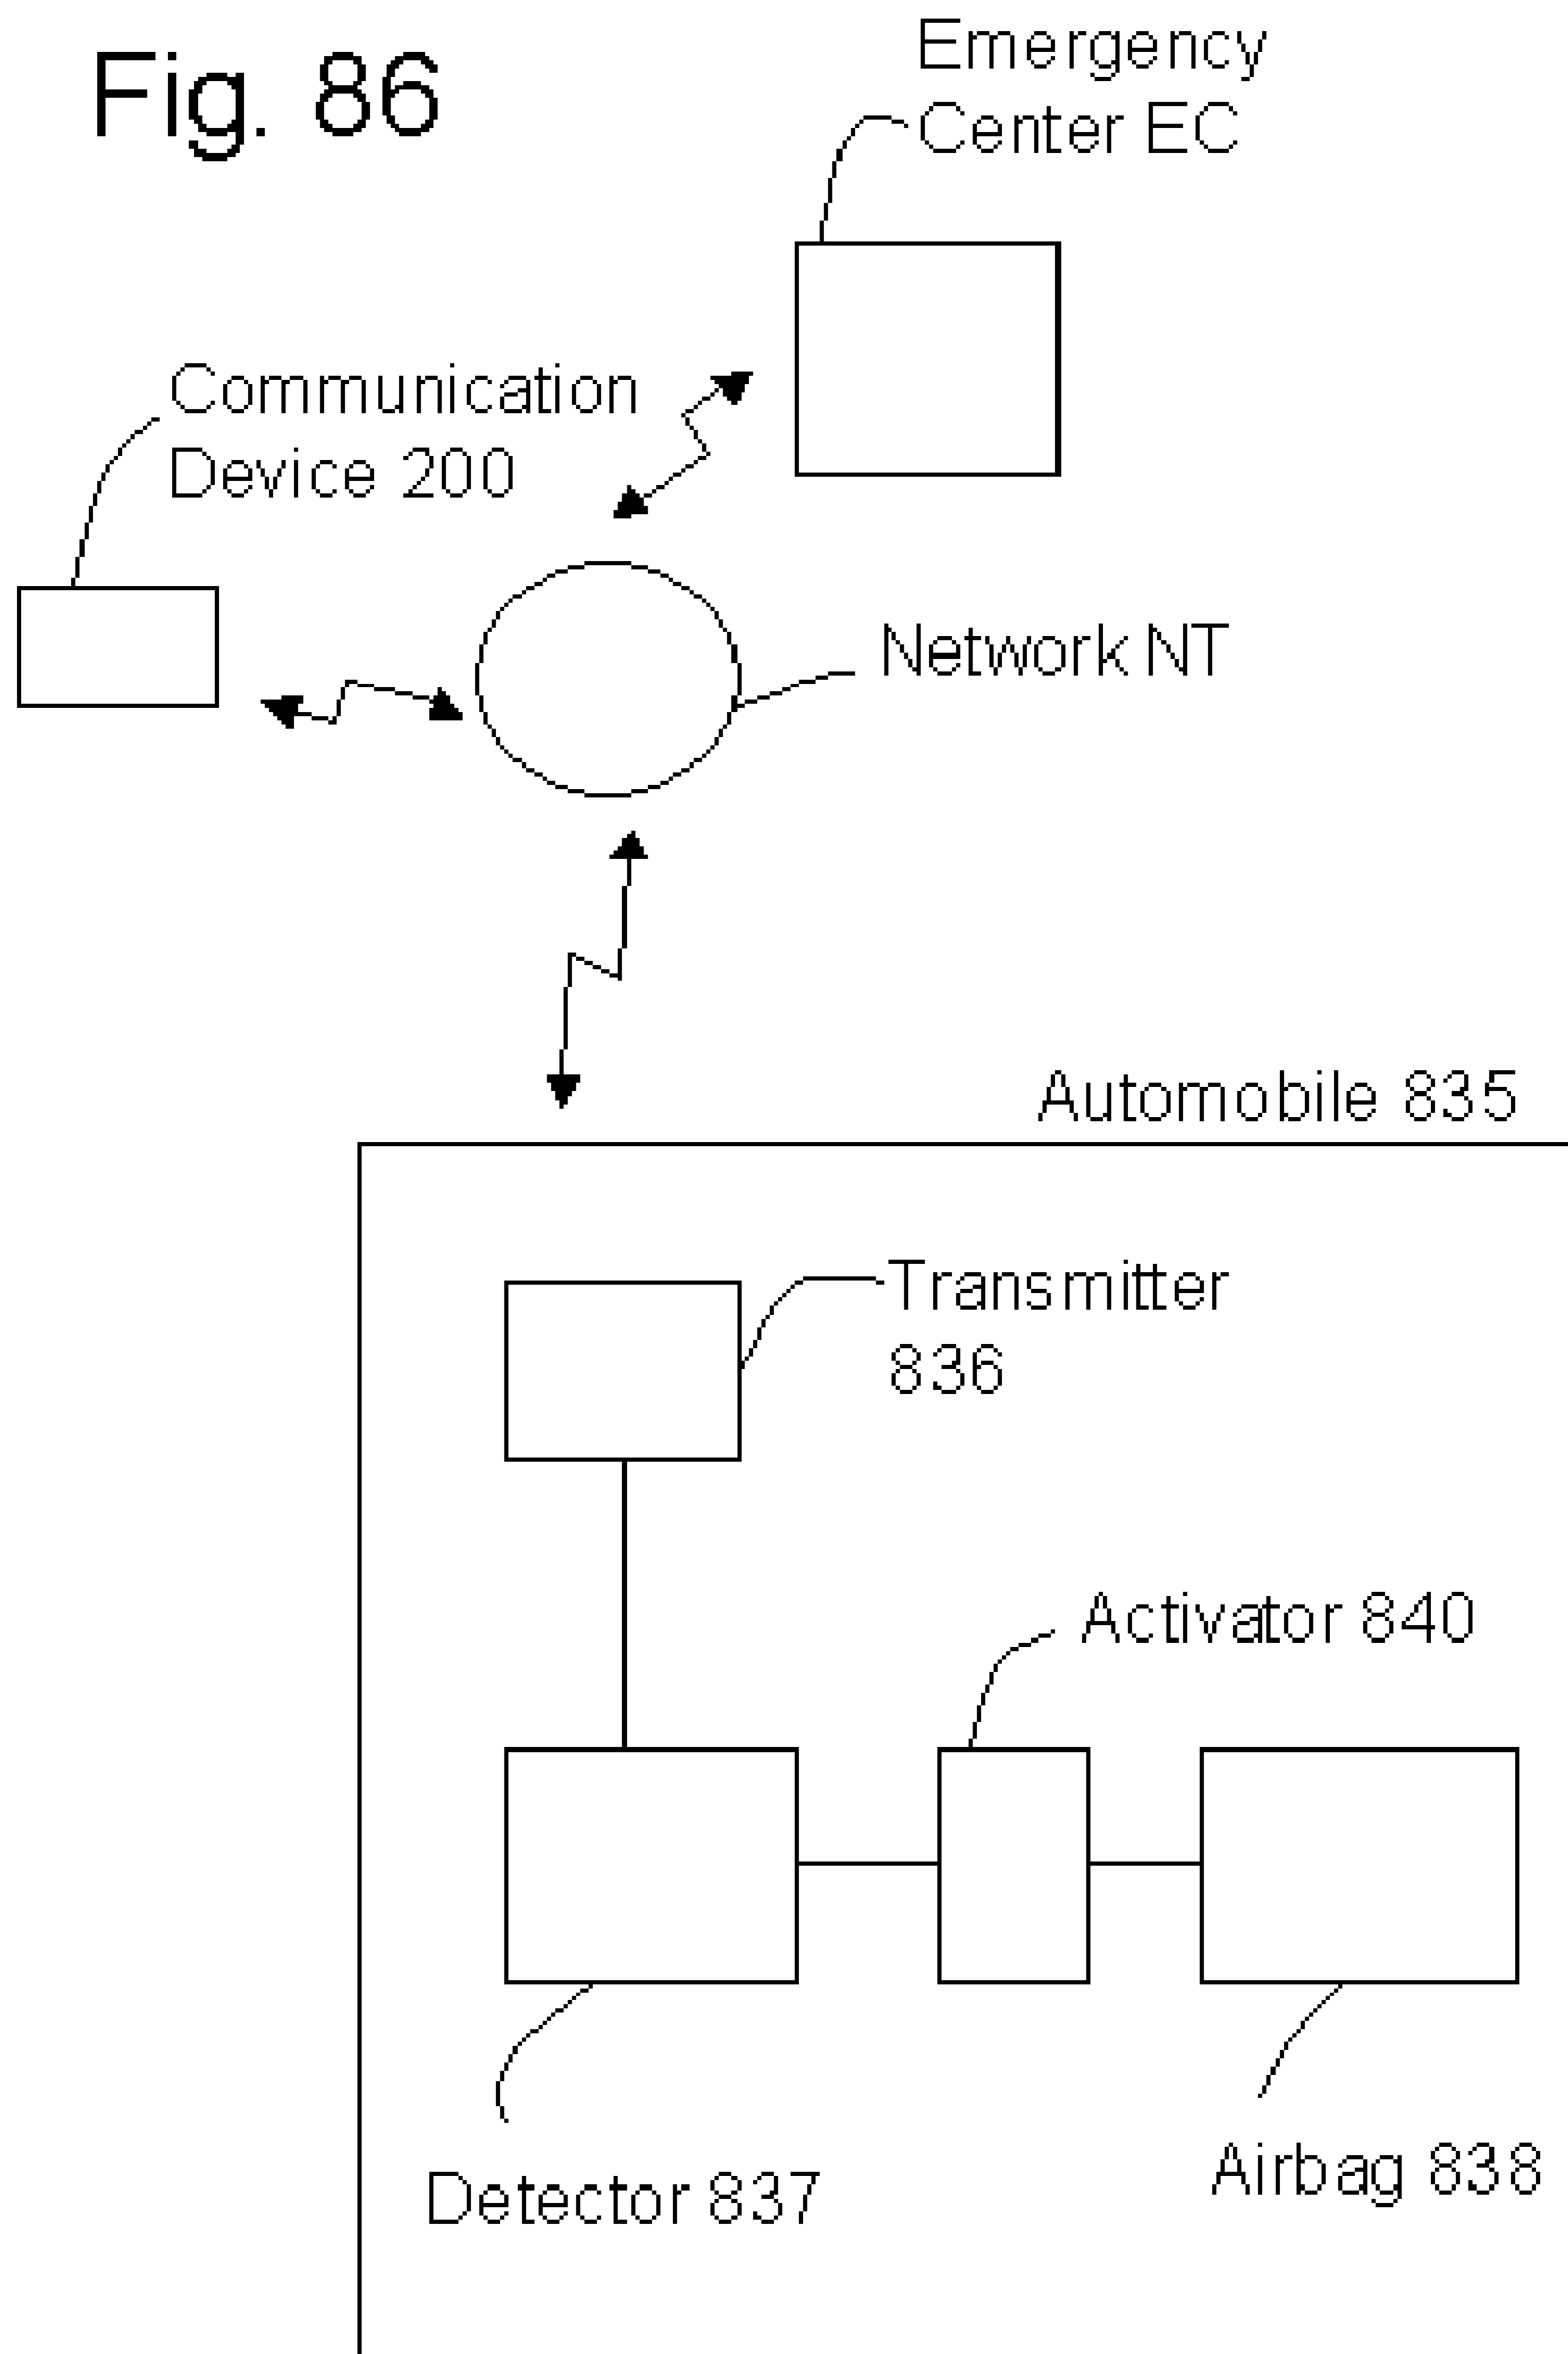 Fig. 86
Emergency
Center EC
Communication
Device 200
Network NT
Automobile 835
Transmitter
836
Activator 840
Detector 837
Airbag 838